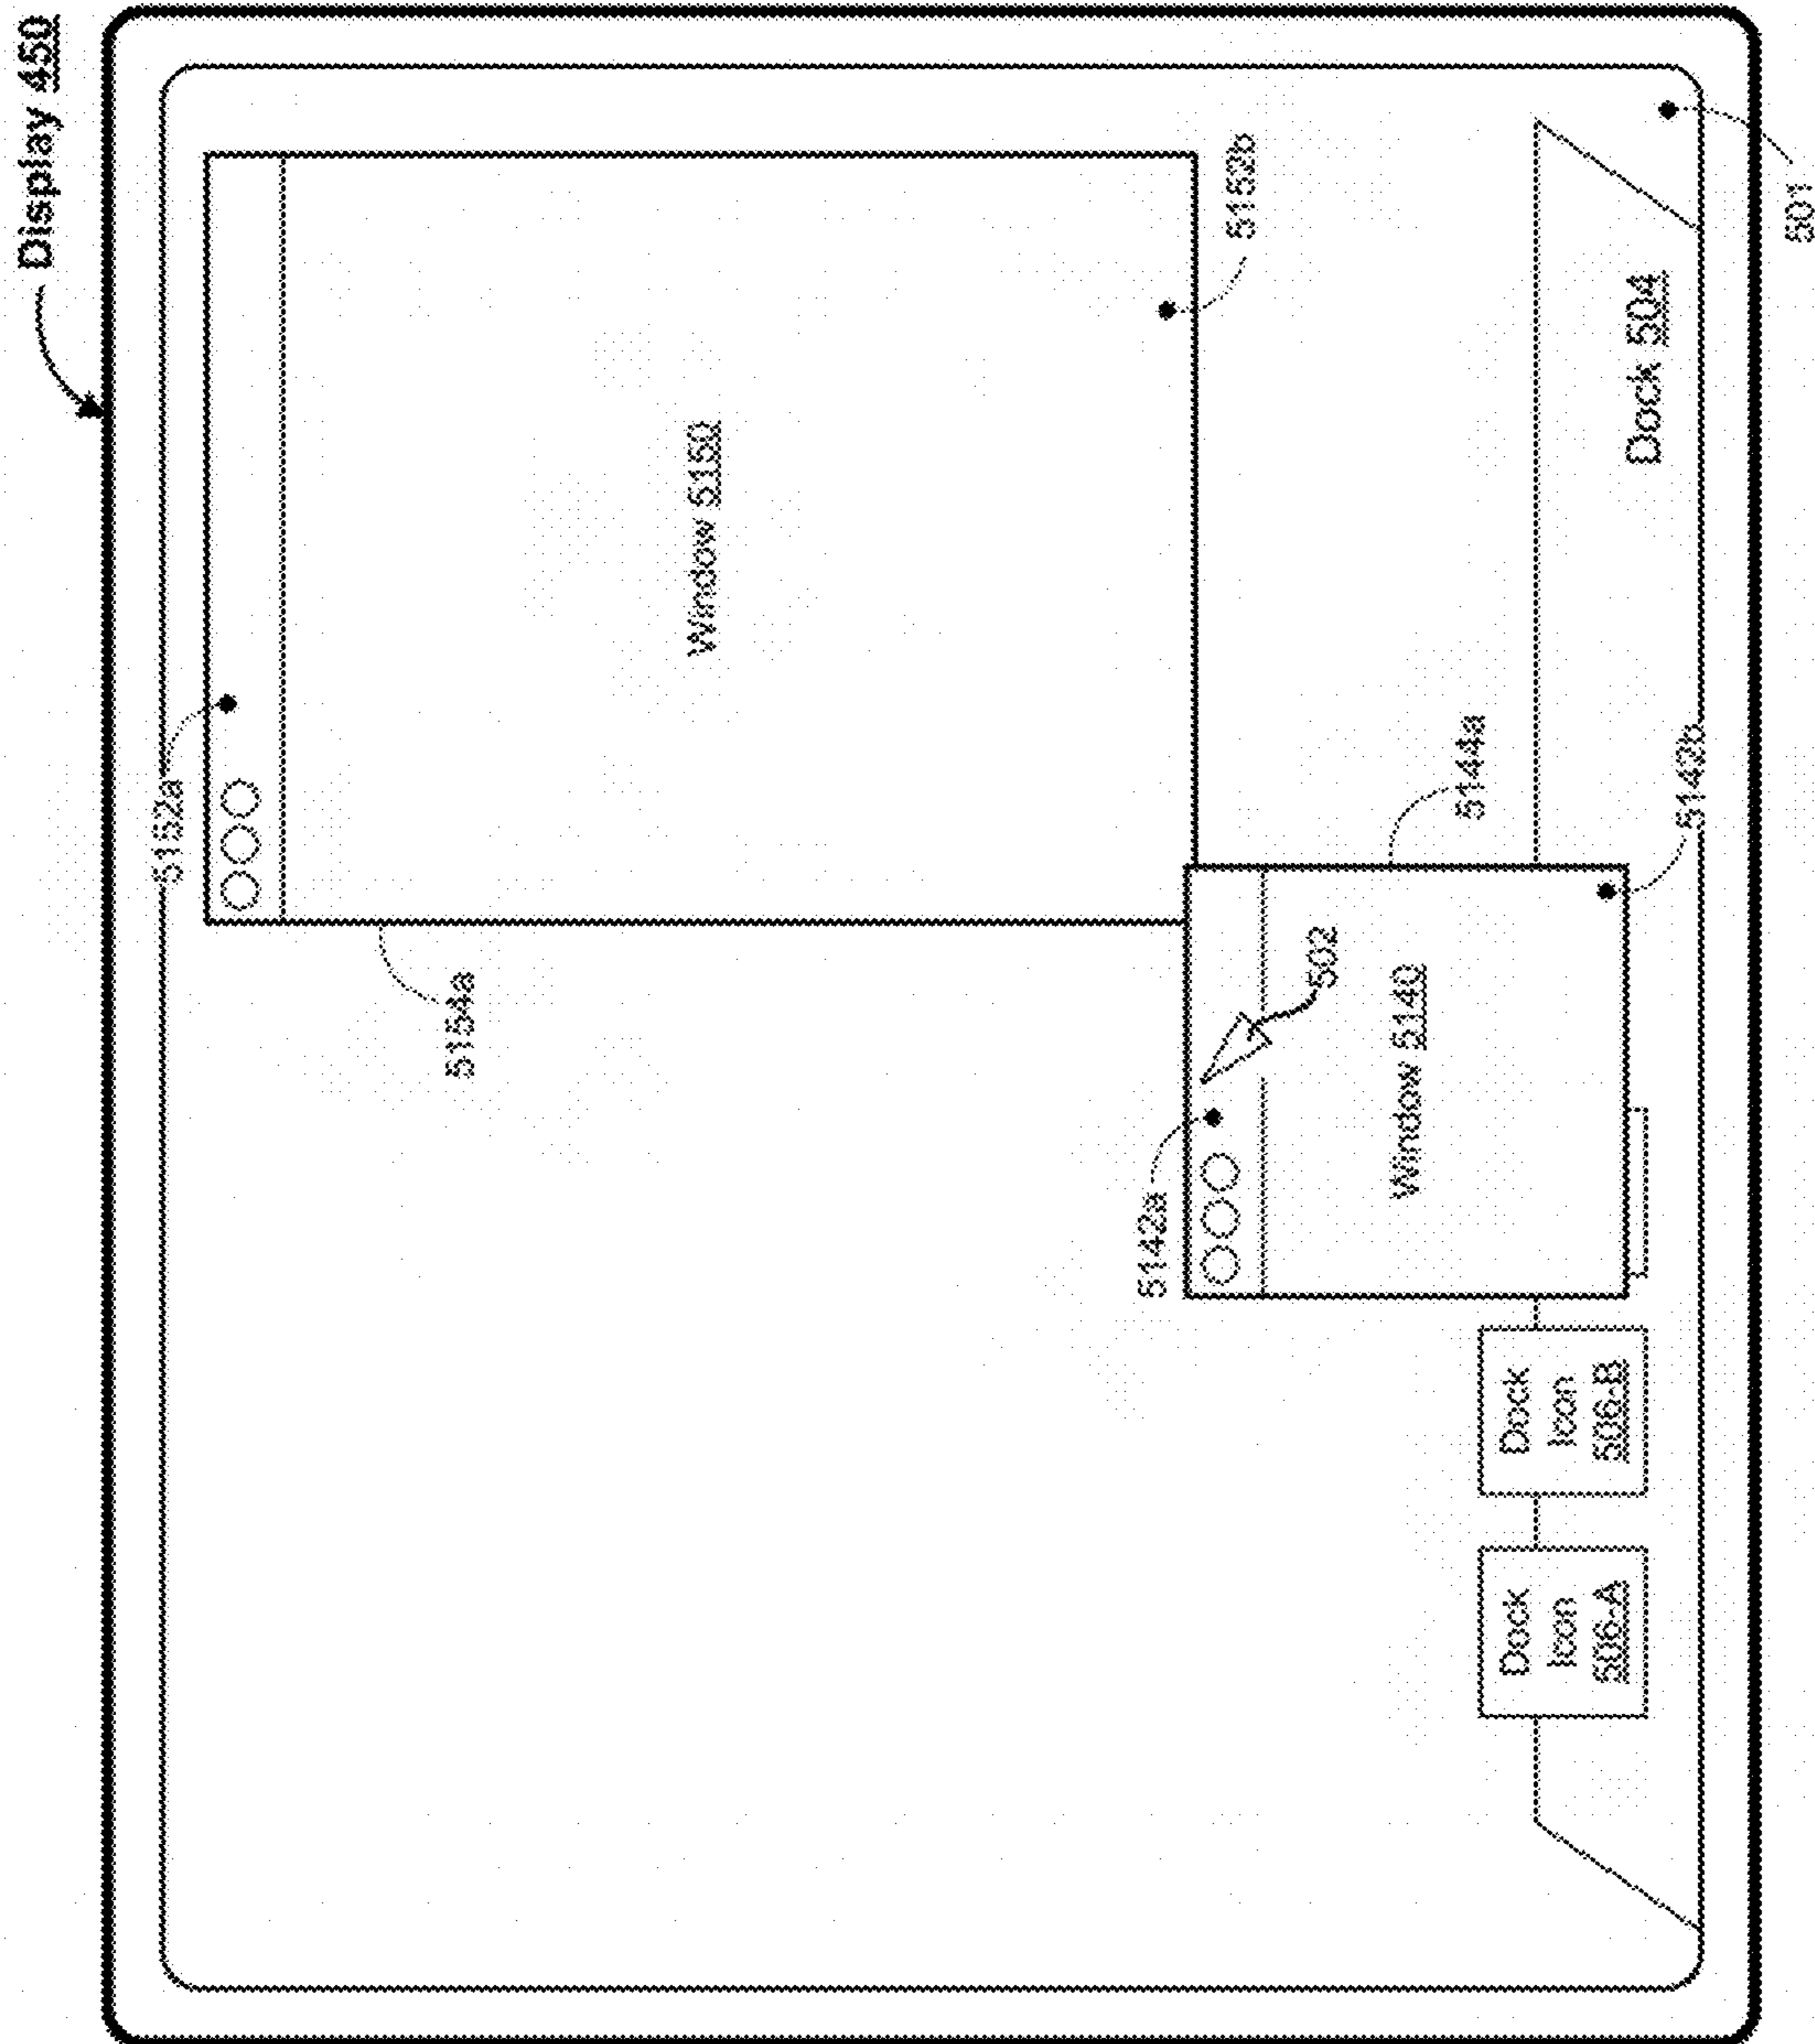 Display 450
5152a
Window 5150
5152b
5154a
5142a
502
Window 5140
5144a
5142b
Dock
Icon
506-A
Dock
Icon
506-B
Dock 504
501